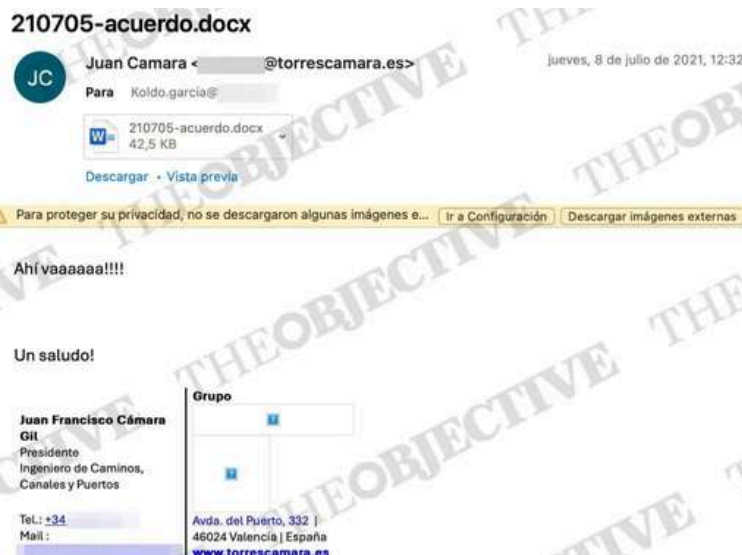 210705-acuerdo.docx
JC
Juan Camara < @torrescamara.es>
jueves, 8 de julio de 2021, 12:32
Para Koldo.garcia@
210705-acuerdo.docx
42,5 KB
Descargar • Vista previa
Para proteger su privacidad, no se descargaron algunas imágenes e... Ir a Configuración Descargar imágenes externas
Ahí vaaaaaa!!!!
Un saludo!
Juan Francisco Cámara
Gil
Presidente
Ingeniero de Caminos,
Canales y Puertos
Tel.: +34
Mail :
Grupo
Avda. del Puerto, 332 |
46024 Valencia | España
www.torrescamara.es
THEOBJECTIVE